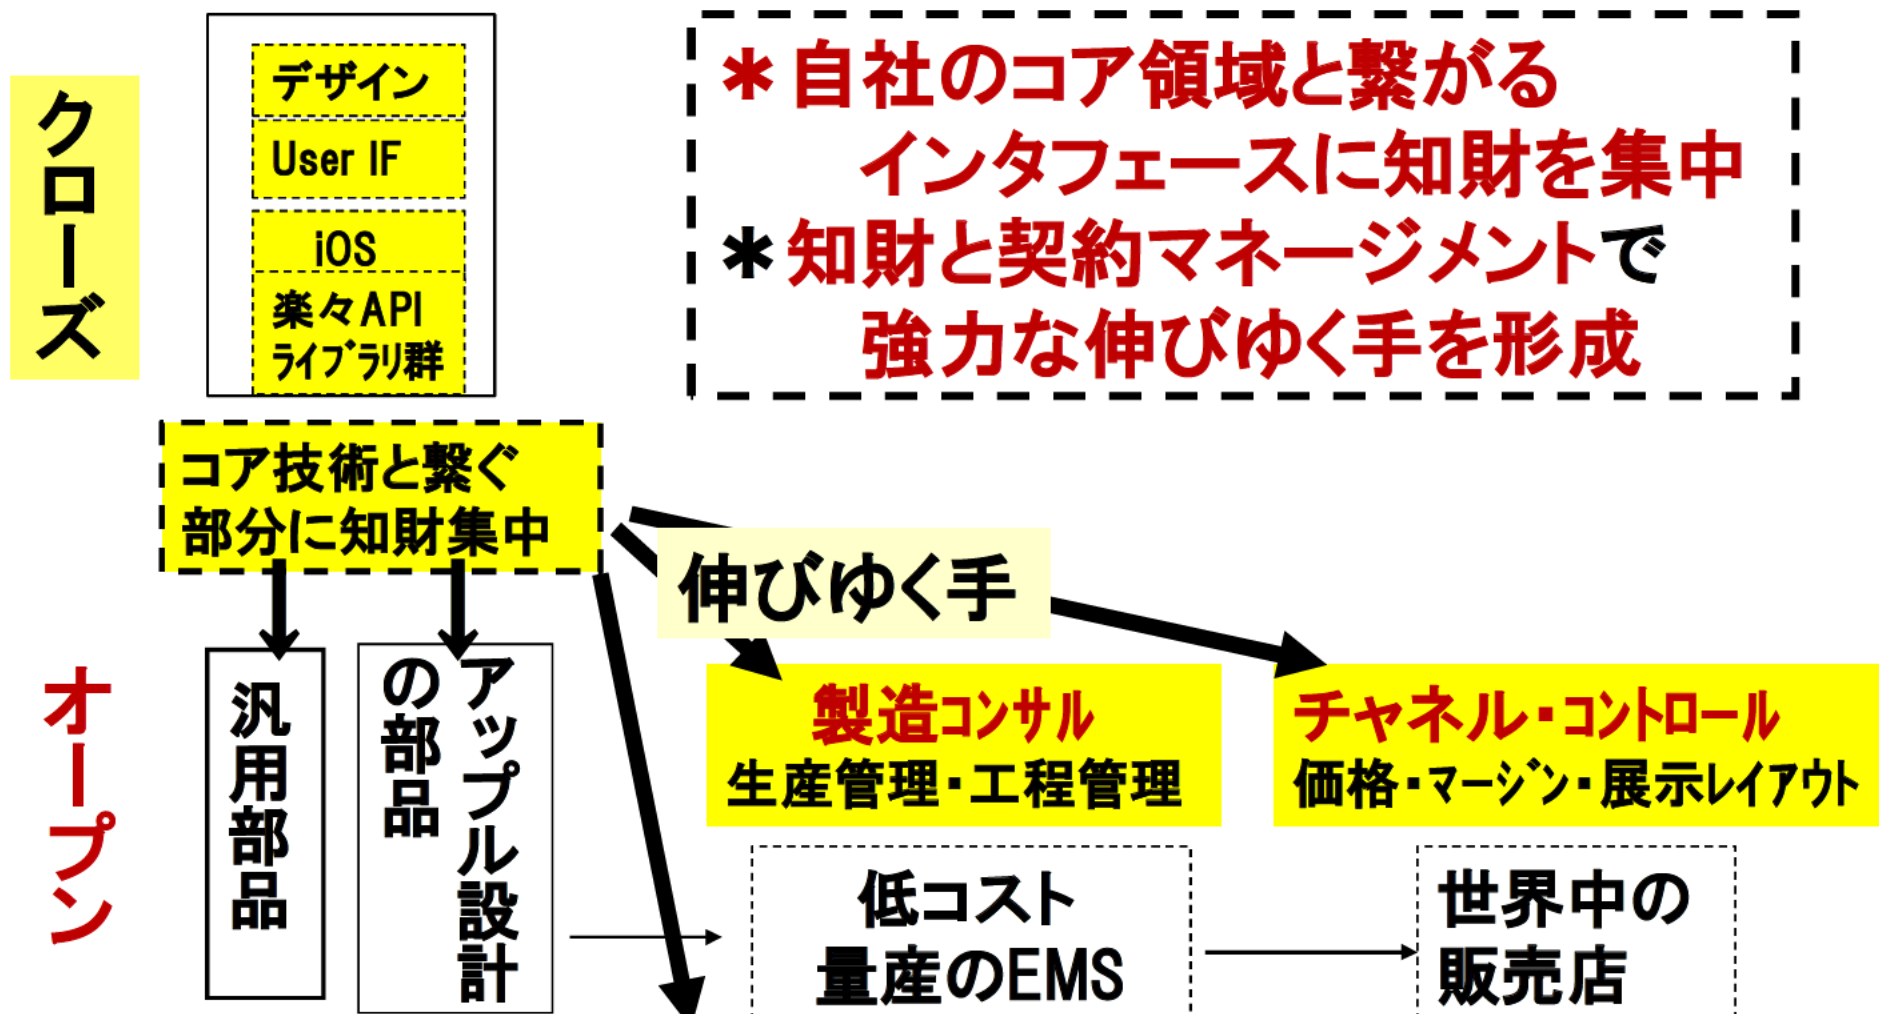 クローズ
デザイン
User IF
iOS
楽々API
ライブラリ群
＊自社のコア領域と繋がる
インタフェースに知財を集中
＊知財と契約マネージメントで
強力な伸びゆく手を形成
コア技術と繋ぐ
部分に知財集中
伸びゆく手
オープン
汎用部品
アップル設計
の部品
製造コンサル
生産管理・工程管理
チャネル・コントロール
価格・マージン・展示レイアウト
低コスト
量産のEMS
世界中の
販売店